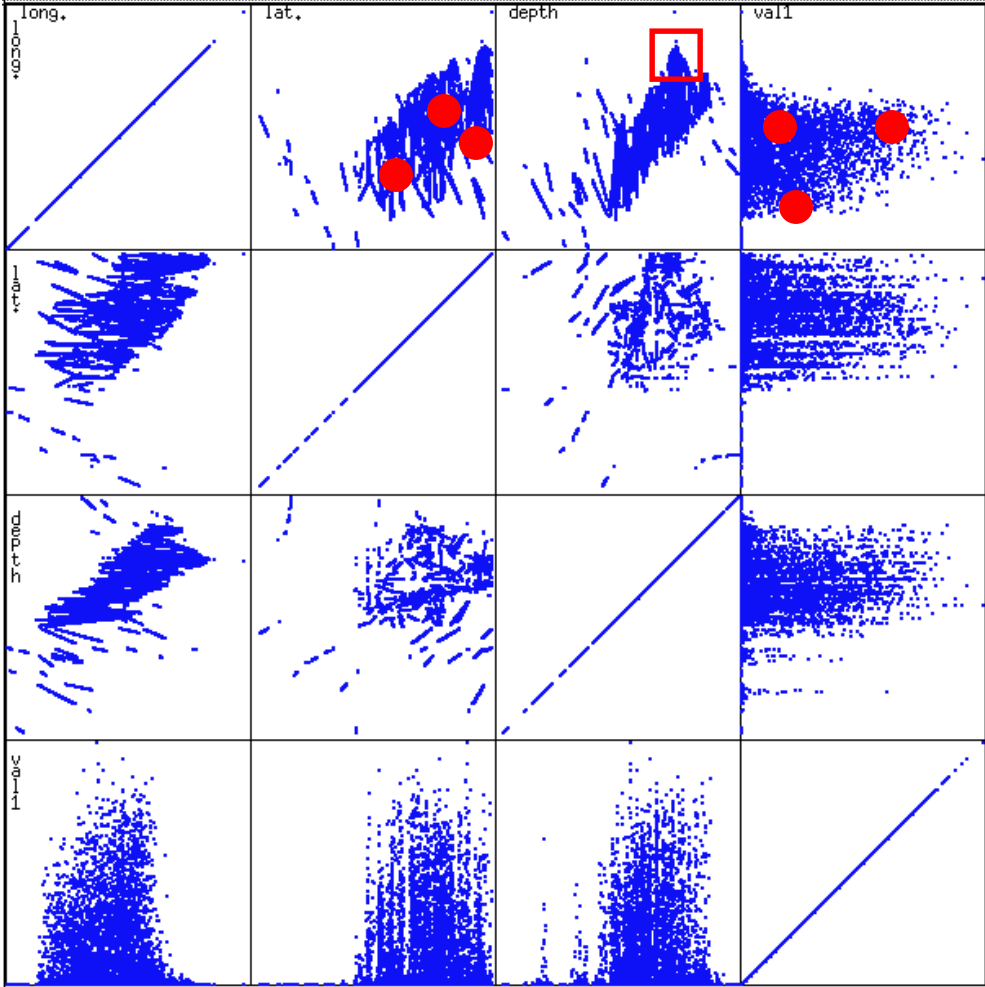 long.
lat.
depth
val1
long.
lat.
depth
val1